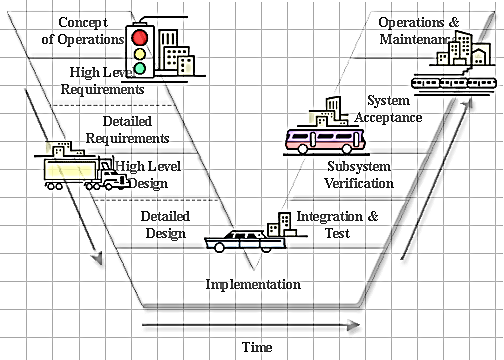 Concept
of Operations
Operations &
Maintenance
High Level
Requirements
System
Acceptance
Detailed
Requirements
High Level
Design
Subsystem
Verification
Detailed
Design
Integration &
Test
Implementation
Time